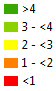 >4
3 - <4
2 - <3
1 - <2
<1